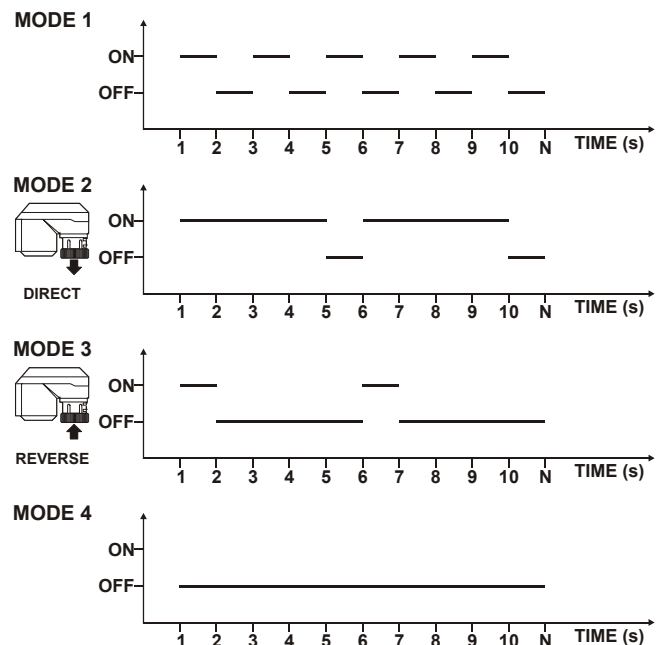 MODE 1
ON
OFF
1 2 3 4 5 6 7 8 9 10 N TIME (s)
MODE 2
ON
OFF
DIRECT
1 2 3 4 5 6 7 8 9 10 N TIME (s)
MODE 3
ON
OFF
REVERSE
1 2 3 4 5 6 7 8 9 10 N TIME (s)
MODE 4
ON
OFF
1 2 3 4 5 6 7 8 9 10 N TIME (s)